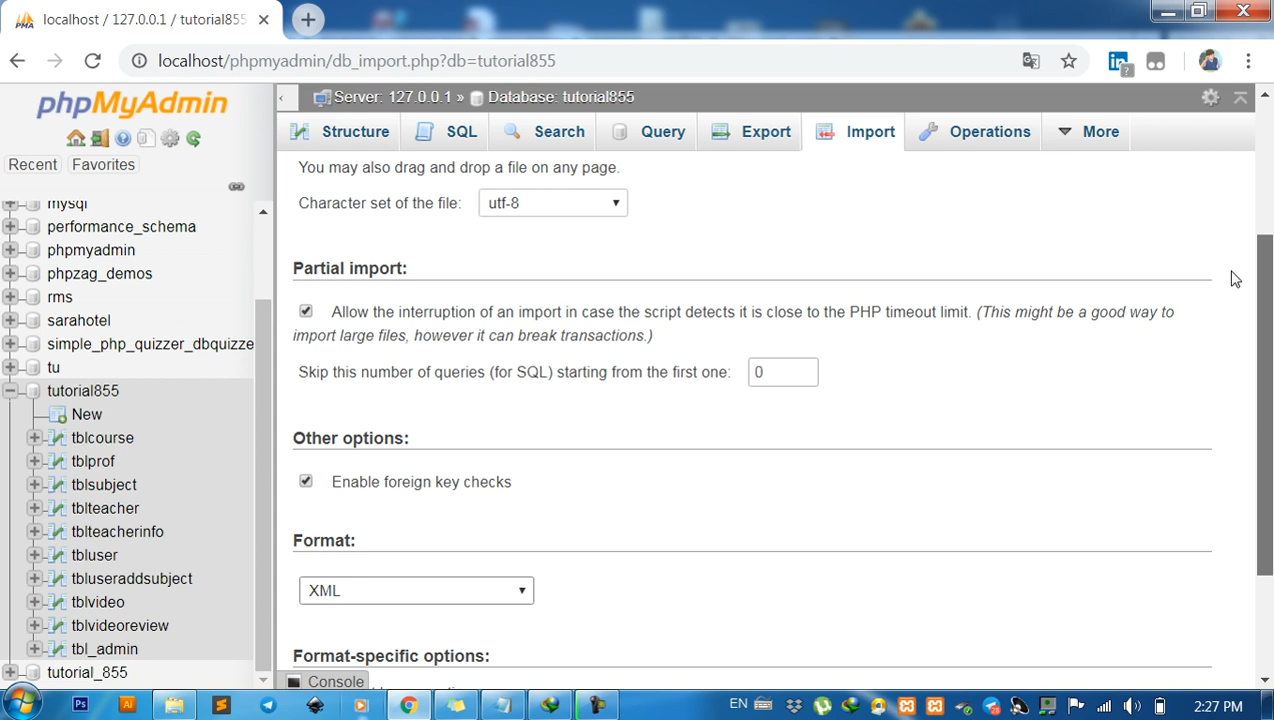 localhost / 127.0.0.1 / tutorial855
localhost/phpmyadmin/db_import.php?db=tutorial855
phpMyAdmin
Recent
Favorites
mysql
performance_schema
phpmyadmin
phpzag_demos
rms
sarahotel
simple_php_quizzer_dbquizze
tu
tutorial855
New
tblcourse
tblprof
tblsubject
tblteacher
tblteacherinfo
tbluser
tbluseraddsubject
tblvideo
tblvideoreview
tbl_admin
tutorial_855
Server: 127.0.0.1 » Database: tutorial855
Structure
SQL
Search
Query
Export
Import
Operations
More
You may also drag and drop a file on any page.
Character set of the file: utf-8
Partial import:
Allow the interruption of an import in case the script detects it is close to the PHP timeout limit. (This might be a good way to
import large files, however it can break transactions.)
Skip this number of queries (for SQL) starting from the first one: 0
Other options:
Enable foreign key checks
Format:
XML
Format-specific options:
Console
EN
2:27 PM